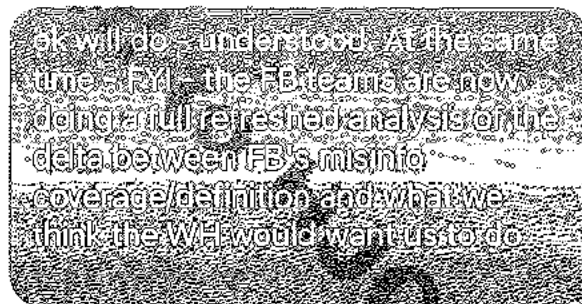 ok will do - understood. At the same
time - FYI - the FB teams are now
doing a full refreshed analysis of the
delta between FB's misinfo
coverage/definition and what we
think the WH would want us to do